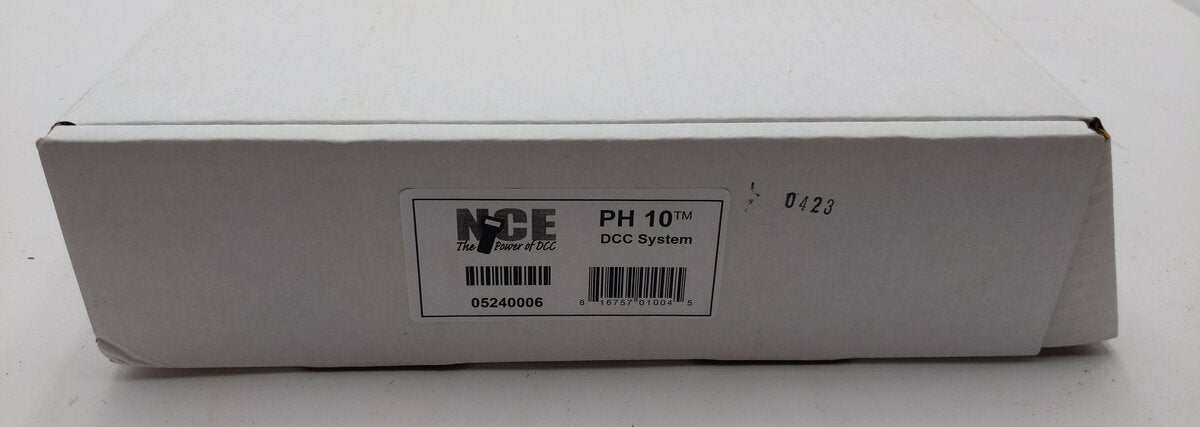 NCE
The Power of DCC
PH 10™
DCC System
0423
05240006
8 16757 01004 5